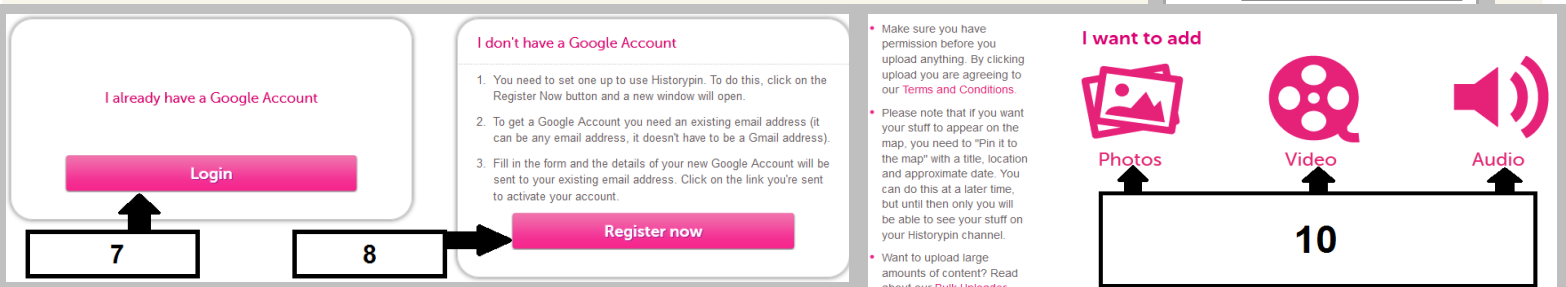 I already have a Google Account
Login
7
I don't have a Google Account
1. You need to set one up to use Historypin. To do this, click on the
Register Now button and a new window will open.
2. To get a Google Account you need an existing email address (it
can be any email address, it doesn't have to be a Gmail address).
3. Fill in the form and the details of your new Google Account will be
sent to your existing email address. Click on the link you're sent
to activate your account.
Register now
8
• Make sure you have
permission before you
upload anything. By clicking
upload you are agreeing to
our Terms and Conditions.
• Please note that if you want
your stuff to appear on the
map, you need to "Pin it to
the map" with a title, location
and approximate date. You
can do this at a later time,
but until then only you will
be able to see your stuff on
your Historypin channel.
• Want to upload large
amounts of content? Read
about our Bulk Uploader
I want to add
Photos
Video
Audio
10